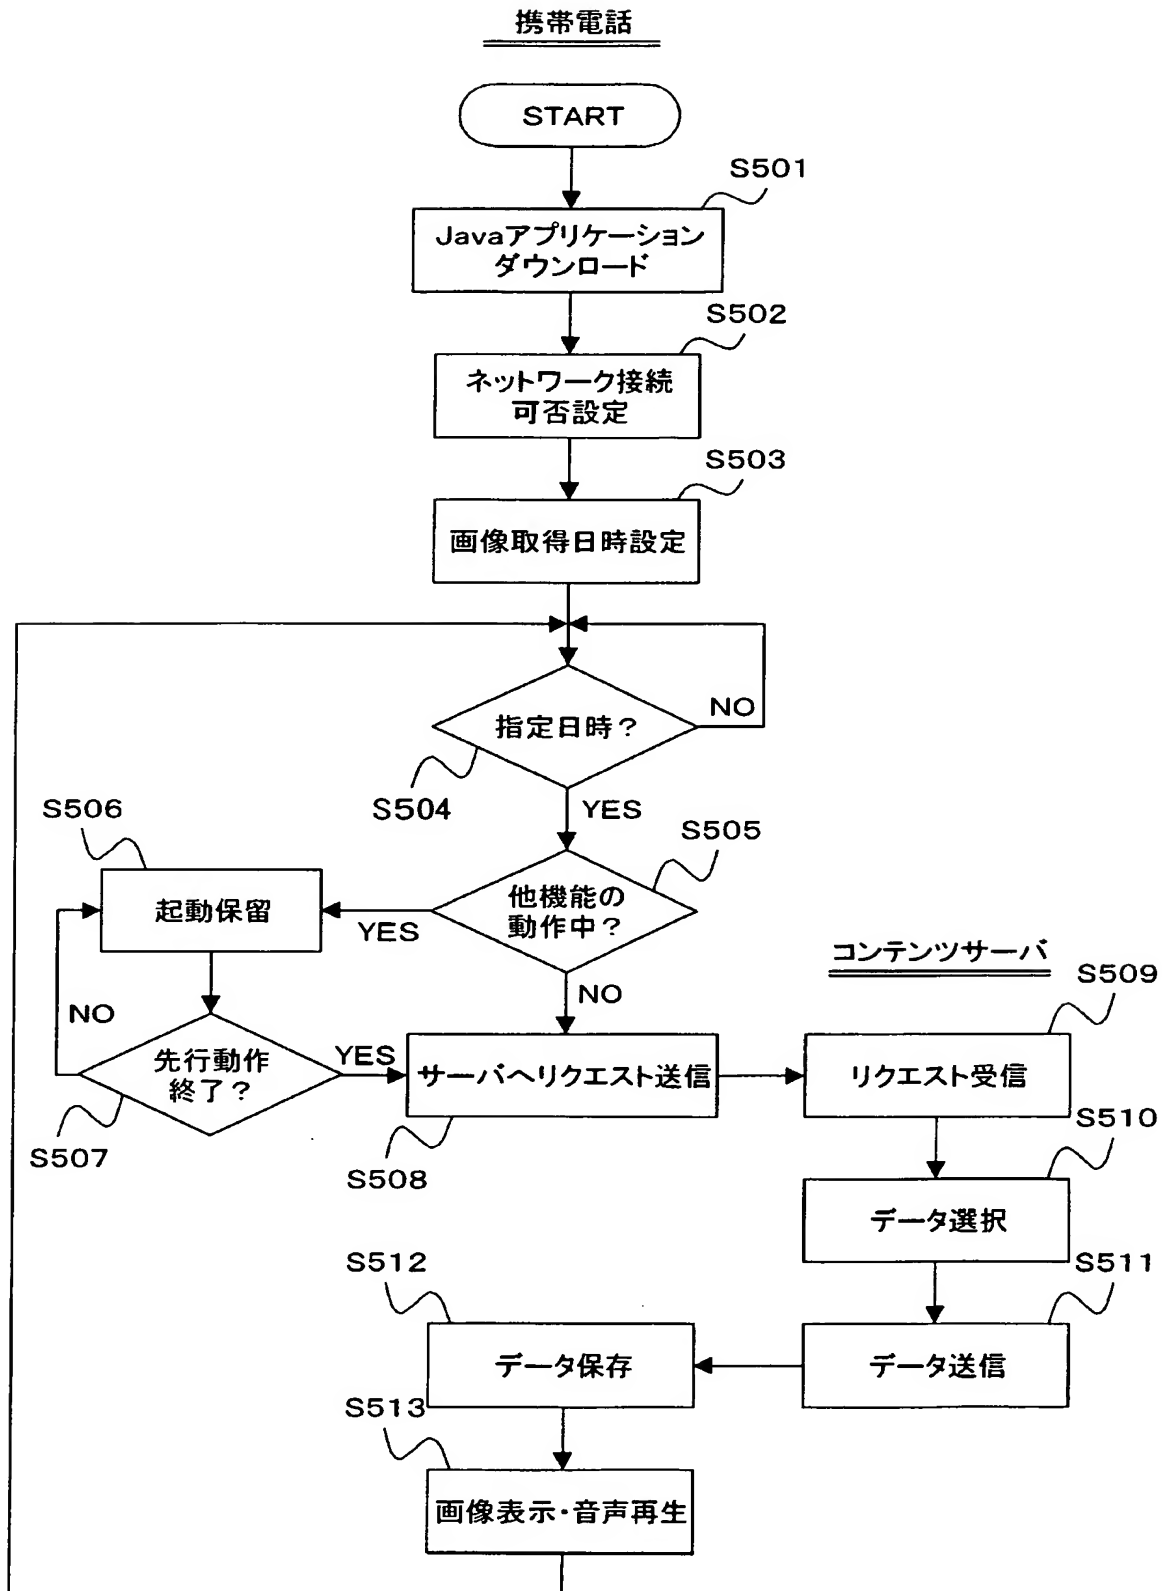 携帯電話
START
S501
Javaアプリケーション
ダウンロード
S502
ネットワーク接続
可否設定
S503
画像取得日時設定
指定日時?
NO
S504
YES
S505
S506
他機能の
動作中?
起動保留
YES
NO
コンテンツサーバ
S509
NO
先行動作
終了?
YES
サーバへリクエスト送信
リクエスト受信
S507
S508
S510
データ選択
S512
S511
データ保存
データ送信
S513
画像表示・音声再生